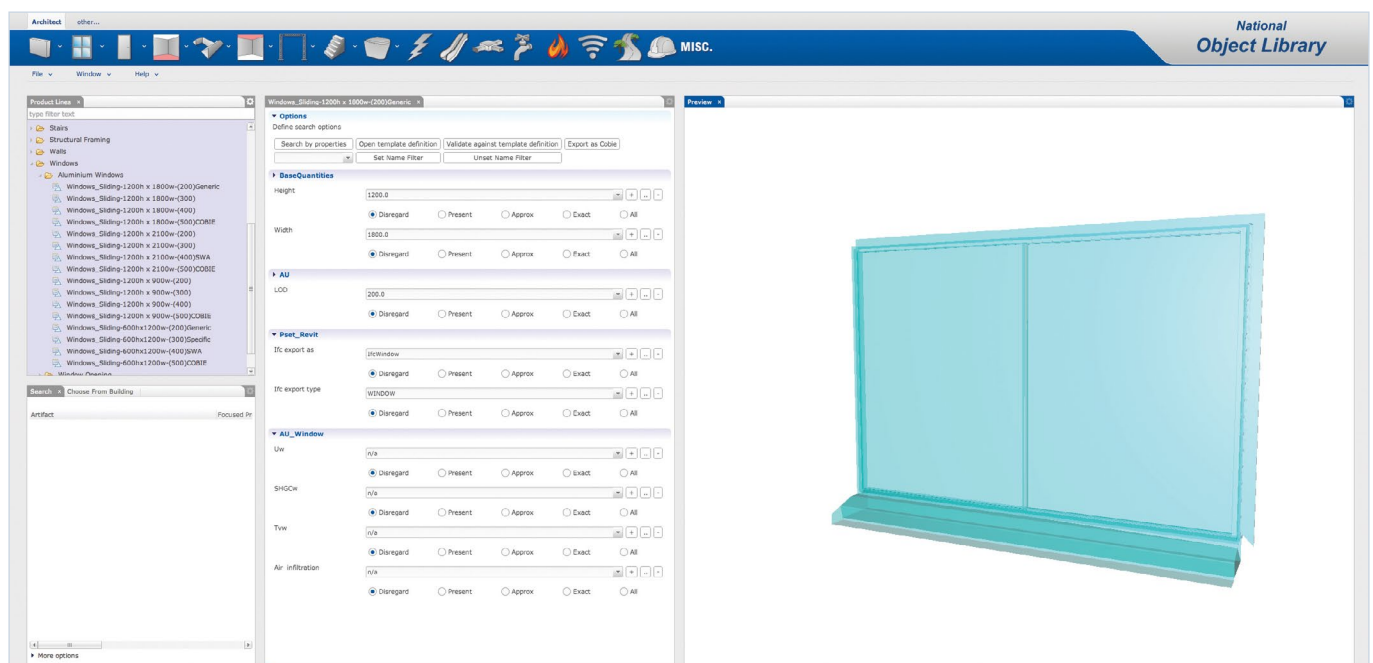 Architect other...
National
Object Library
MISC.
File Window Help
Product Lines
type filter text
Stairs
Structural Framing
Walls
Windows
Aluminium Windows
Windows_Sliding-1200h x 1800w-(200)Generic
Windows_Sliding-1200h x 1800w-(300)
Windows_Sliding-1200h x 1800w-(400)
Windows_Sliding-1200h x 1800w-(500)COBIE
Windows_Sliding-1200h x 2100w-(200)
Windows_Sliding-1200h x 2100w-(300)
Windows_Sliding-1200h x 2100w-(400)SWA
Windows_Sliding-1200h x 2100w-(500)COBIE
Windows_Sliding-1200h x 900w-(200)
Windows_Sliding-1200h x 900w-(300)
Windows_Sliding-1200h x 900w-(400)
Windows_Sliding-1200h x 900w-(500)COBIE
Windows_Sliding-600hx1200w-(200)Generic
Windows_Sliding-600hx1200w-(300)Specific
Windows_Sliding-600hx1200w-(400)SWA
Windows_Sliding-600hx1200w-(500)COBIE
Window Opening
Search Choose From Building
Artifact Focused Pr
More options
Windows_Sliding-1200h x 1800w-(200)Generic
Options
Define search options
Search by properties Open template definition Validate against template definition Export as Cobie
Set Name Filter Unset Name Filter
BaseQuantities
Height 1200.0 + .. -
Disregard Present Approx Exact All
Width 1800.0 + .. -
Disregard Present Approx Exact All
AU
LOD 200.0 + .. -
Disregard Present Approx Exact All
Pset_Revit
Ifc export as IfcWindow + .. -
Disregard Present Approx Exact All
Ifc export type WINDOW + .. -
Disregard Present Approx Exact All
AU_Window
Uw n/a + .. -
Disregard Present Approx Exact All
SHGCw n/a + .. -
Disregard Present Approx Exact All
Tvw n/a + .. -
Disregard Present Approx Exact All
Air infiltration n/a + .. -
Disregard Present Approx Exact All
Preview